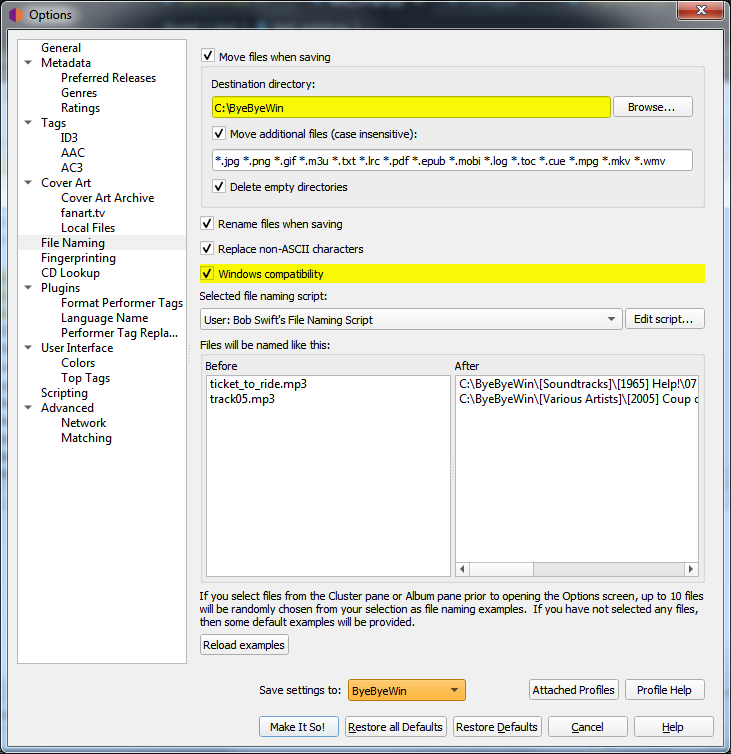 Options
General
Metadata
Preferred Releases
Genres
Ratings
Tags
ID3
AAC
AC3
Cover Art
Cover Art Archive
fanart.tv
Local Files
File Naming
Fingerprinting
CD Lookup
Plugins
Format Performer Tags
Language Name
Performer Tag Repla...
User Interface
Colors
Top Tags
Scripting
Advanced
Network
Matching
Move files when saving
Destination directory:
C:\ByeByeWin Browse...
Move additional files (case insensitive):
*.jpg *.png *.gif *.m3u *.txt *.lrc *.pdf *.epub *.mobi *.log *.toc *.cue *.mpg *.mkv *.wmv
Delete empty directories
Rename files when saving
Replace non-ASCII characters
Windows compatibility
Selected file naming script:
User: Bob Swift's File Naming Script Edit script...
Files will be named like this:
Before After
ticket_to_ride.mp3 C:\ByeByeWin\[Soundtracks]\[1965] Help!\07
track05.mp3 C:\ByeByeWin\[Various Artists]\[2005] Coup
If you select files from the Cluster pane or Album pane prior to opening the Options screen, up to 10 files
will be randomly chosen from your selection as file naming examples.  If you have not selected any files,
then some default examples will be provided.
Reload examples
Save settings to: ByeByeWin Attached Profiles Profile Help
Make It So! Restore all Defaults Restore Defaults Cancel Help